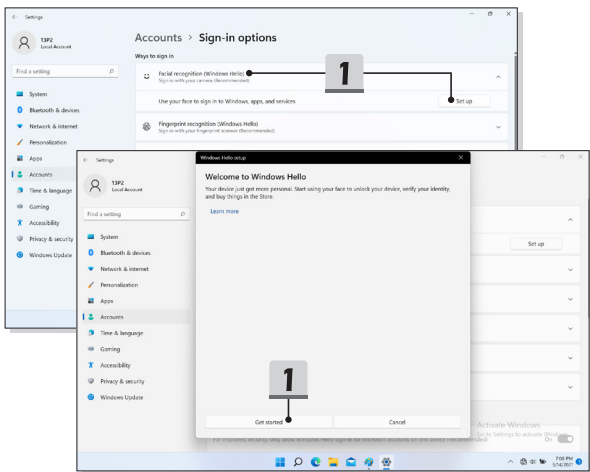 Settings
13P2
Local Account
Accounts > Sign-in options
Ways to sign in
Find a setting
Facial recognition (Windows Hello)
Sign in with your camera (Recommended)
1
Use your face to sign in to Windows, apps, and services
Set up
Fingerprint recognition (Windows Hello)
Sign in with your fingerprint scanner (Recommended)
System
Bluetooth & devices
Network & internet
Personalization
Apps
Accounts
Time & language
Gaming
Accessibility
Privacy & security
Windows Update
Settings
13P2
Local Account
Find a setting
System
Bluetooth & devices
Network & internet
Personalization
Apps
Accounts
Time & language
Gaming
Accessibility
Privacy & security
Windows Update
Windows Hello setup
Welcome to Windows Hello
Your device just got more personal. Start using your face to unlock your device, verify your identity,
and buy things in the Store.
Learn more
1
Get started
Cancel
Set up
Activate Windows
Go to Settings to activate Windows.
On
7:08 PM